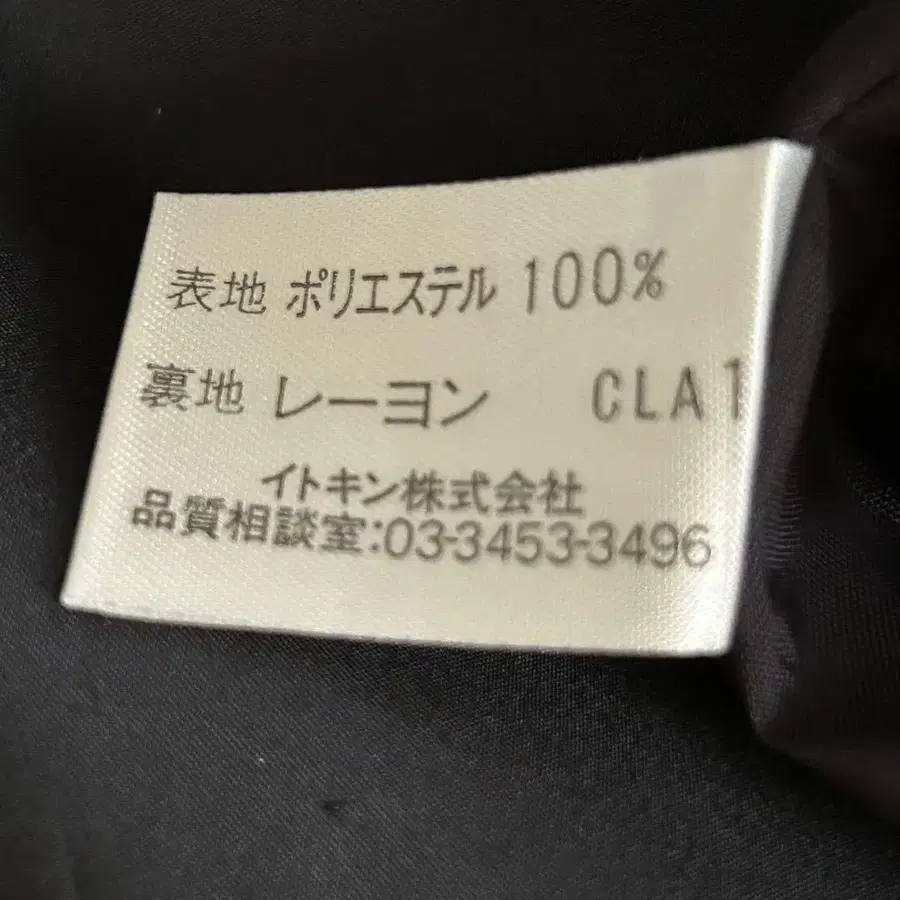 表地 ポリエステル 100%
裏地 レーヨン CLA1
イトキン株式会社
品質相談室:03-3453-3496